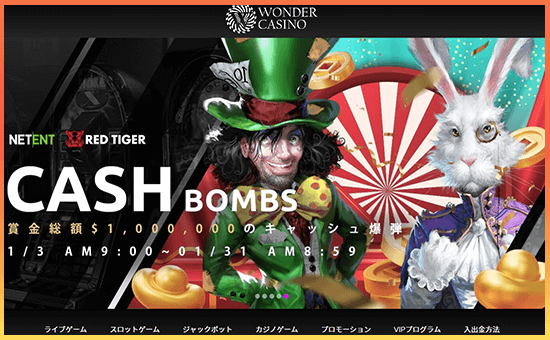 WONDER
CASINO
NETENT RED TIGER
CASH BOMBS
賞金総額$1,000,000のキャッシュ爆弾
1/3 AM9:00~01/31 AM8:59
ライブゲーム スロットゲーム ジャックポット カジノゲーム プロモーション VIPプログラム 入出金方法